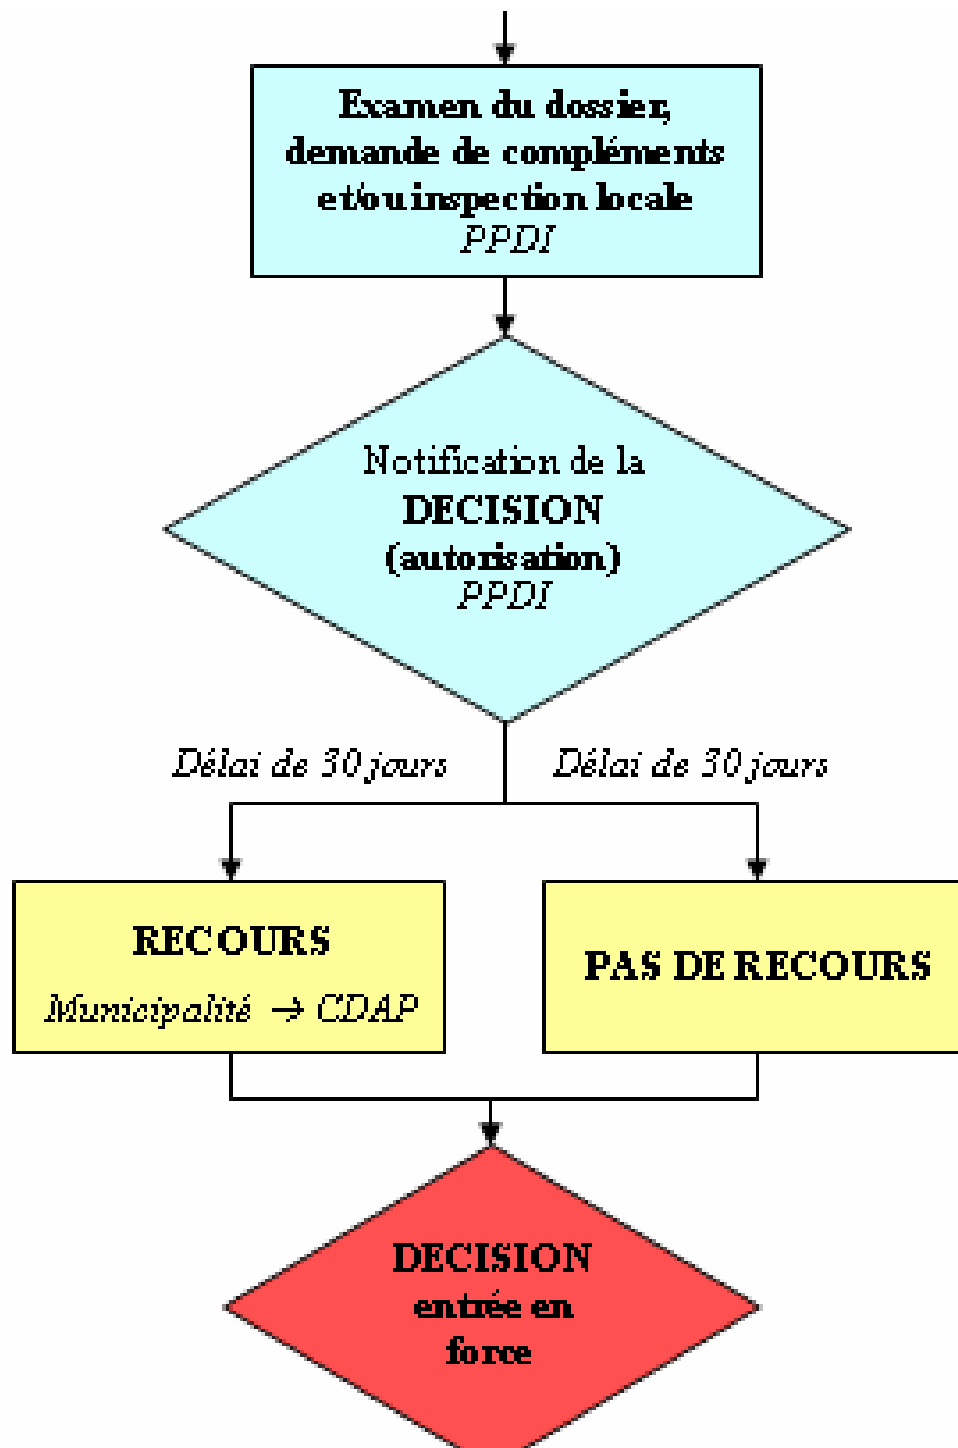 Examen du dossier,
demande de compléments
et/ou inspection locale
PPDI
Notification de la
DECISION
(autorisation)
PPDI
Délai de 30 jours
Délai de 30 jours
RECOURS
Municipalité → CDAP
PAS DE RECOURS
DECISION
entrée en
force